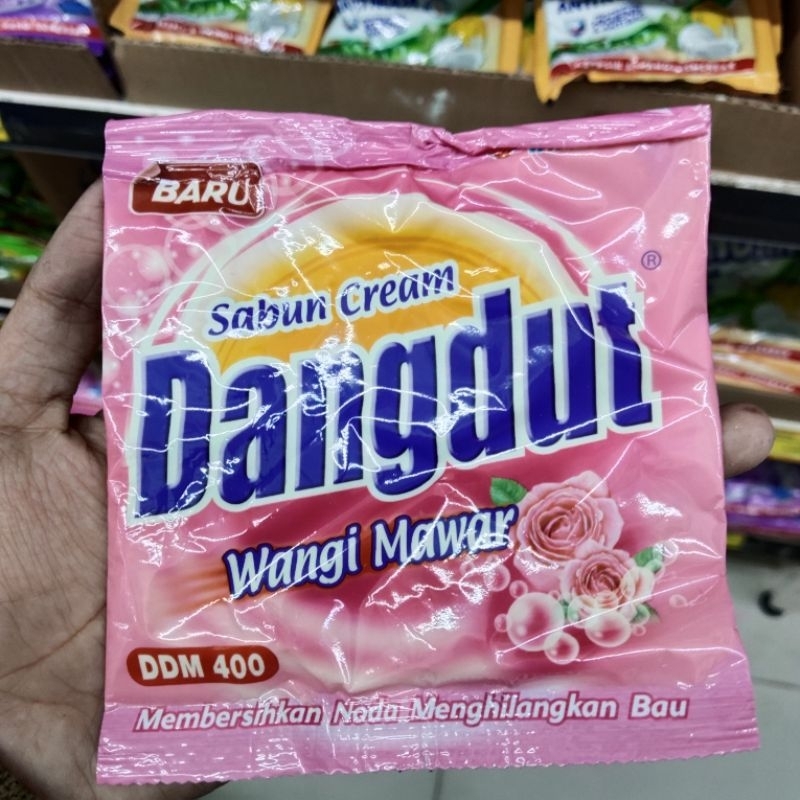 BARU
Sabun Cream
Dangdut®
Wangi Mawar
DDM 400
Membersihkan Noda Menghilangkan Bau